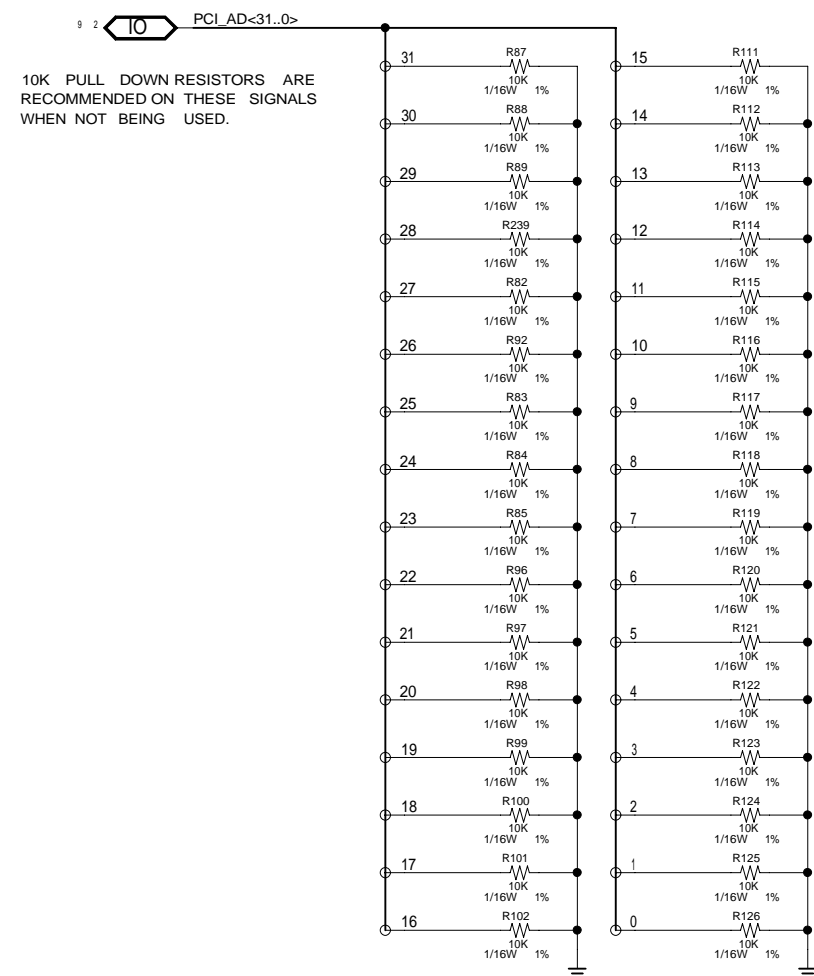 9 2 IO PCI_AD<31..0>
10K PULL DOWN RESISTORS ARE
RECOMMENDED ON THESE SIGNALS
WHEN NOT BEING USED.
31 R87
10K
1/16W 1%
30 R88
10K
1/16W 1%
29 R89
10K
1/16W 1%
28 R239
10K
1/16W 1%
27 R82
10K
1/16W 1%
26 R92
10K
1/16W 1%
25 R83
10K
1/16W 1%
24 R84
10K
1/16W 1%
23 R85
10K
1/16W 1%
22 R96
10K
1/16W 1%
21 R97
10K
1/16W 1%
20 R98
10K
1/16W 1%
19 R99
10K
1/16W 1%
18 R100
10K
1/16W 1%
17 R101
10K
1/16W 1%
16 R102
10K
1/16W 1%
15 R111
10K
1/16W 1%
14 R112
10K
1/16W 1%
13 R113
10K
1/16W 1%
12 R114
10K
1/16W 1%
11 R115
10K
1/16W 1%
10 R116
10K
1/16W 1%
9 R117
10K
1/16W 1%
8 R118
10K
1/16W 1%
7 R119
10K
1/16W 1%
6 R120
10K
1/16W 1%
5 R121
10K
1/16W 1%
4 R122
10K
1/16W 1%
3 R123
10K
1/16W 1%
2 R124
10K
1/16W 1%
1 R125
10K
1/16W 1%
0 R126
10K
1/16W 1%